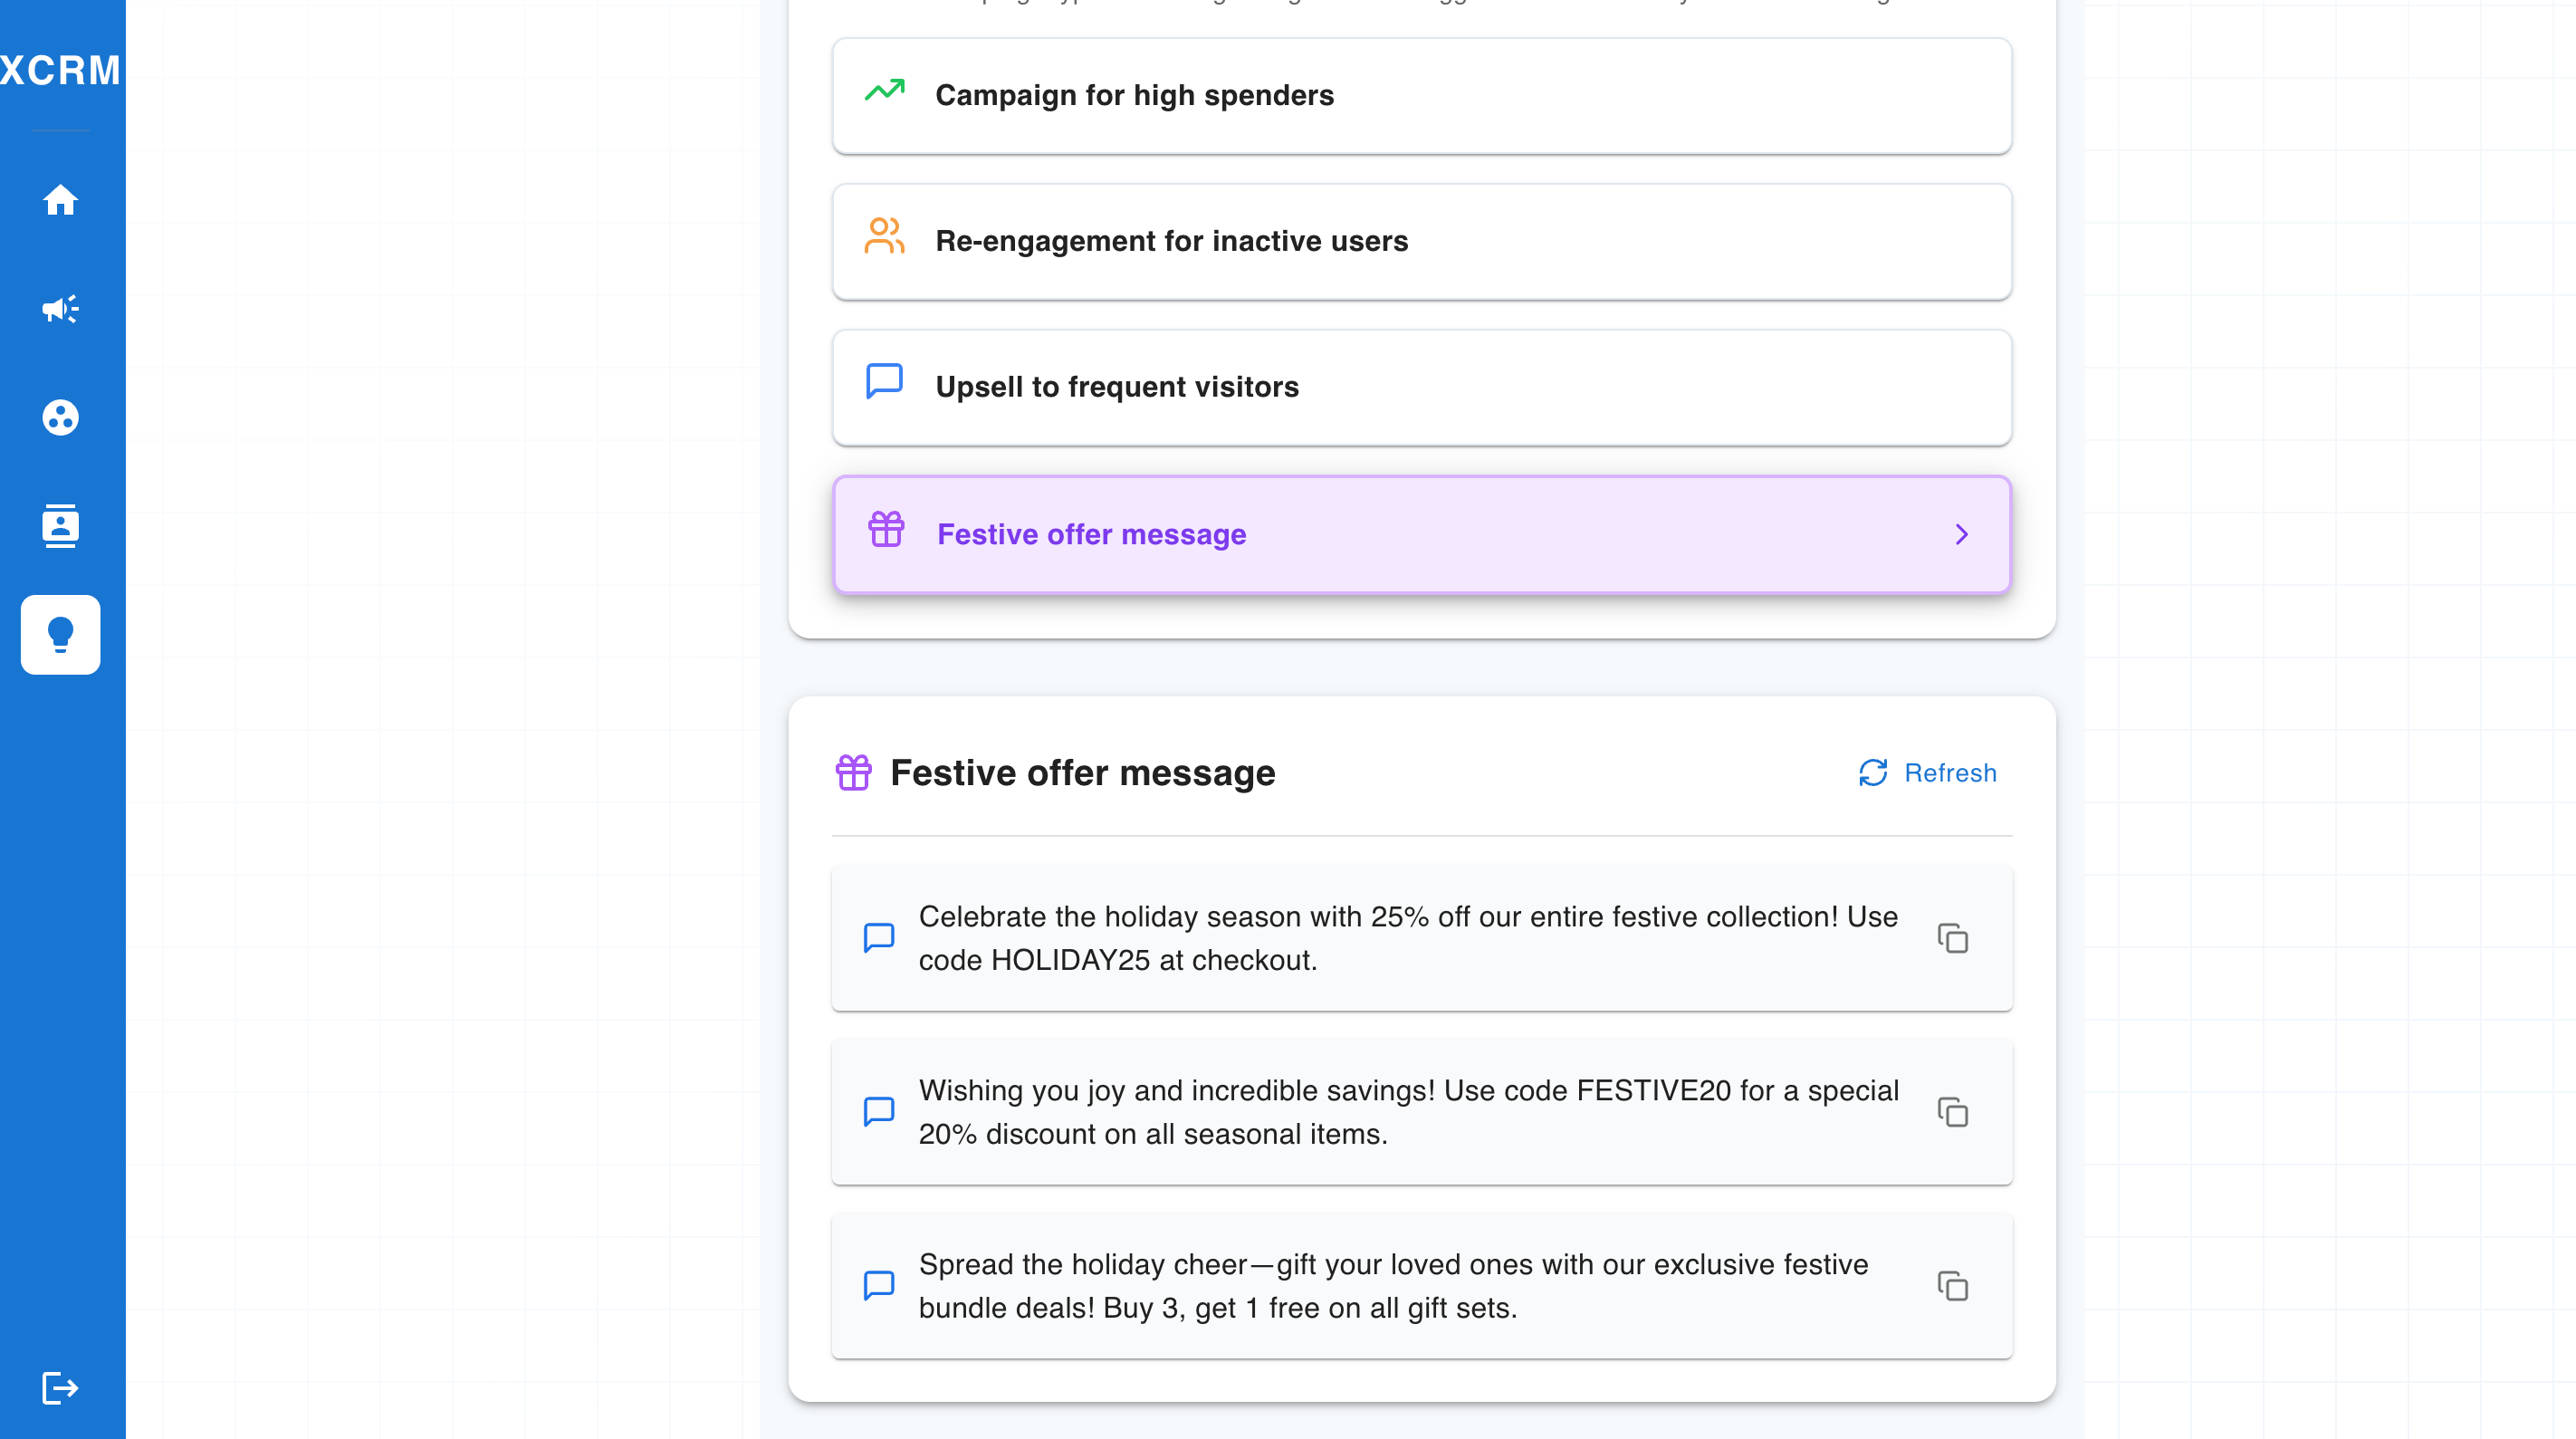 XCRM
Campaign for high spenders
Re-engagement for inactive users
Upsell to frequent visitors
Festive offer message
Festive offer message
Refresh
Celebrate the holiday season with 25% off our entire festive collection! Use
code HOLIDAY25 at checkout.
Wishing you joy and incredible savings! Use code FESTIVE20 for a special
20% discount on all seasonal items.
Spread the holiday cheer—gift your loved ones with our exclusive festive
bundle deals! Buy 3, get 1 free on all gift sets.